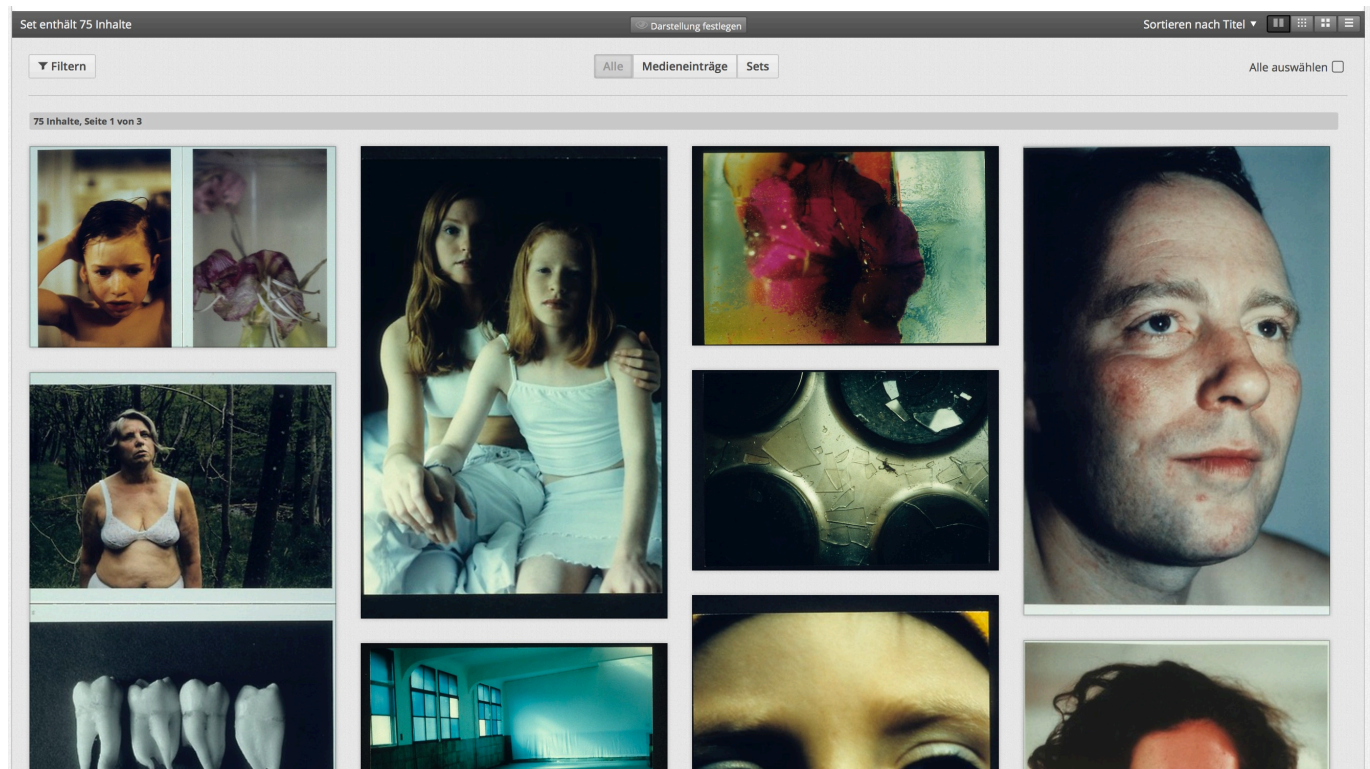 Set enthält 75 Inhalte
Darstellung festlegen
Sortieren nach Titel
Filtern
Alle
Medieneinträge
Sets
Alle auswählen
75 Inhalte, Seite 1 von 3